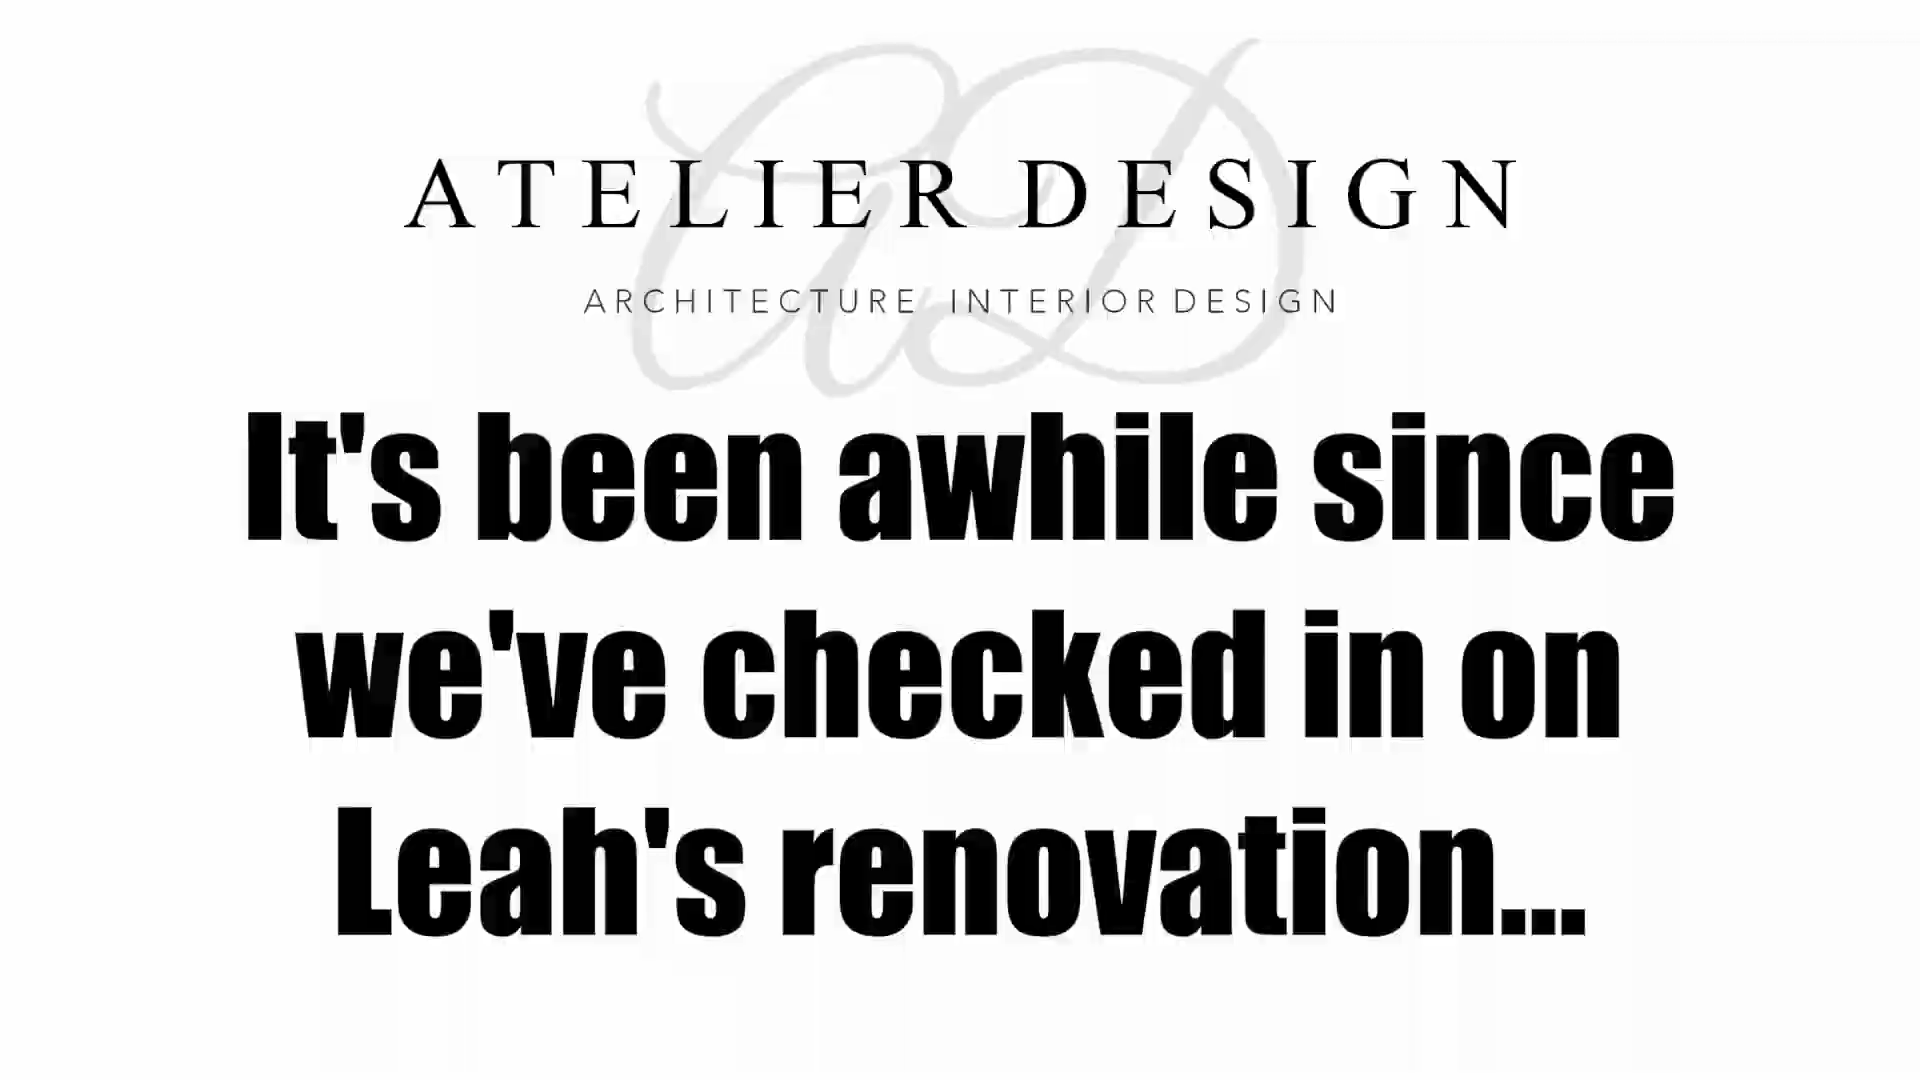 ATELIER DESIGN
ARCHITECTURE INTERIOR DESIGN
It's been awhile since
we've checked in on
Leah's renovation...